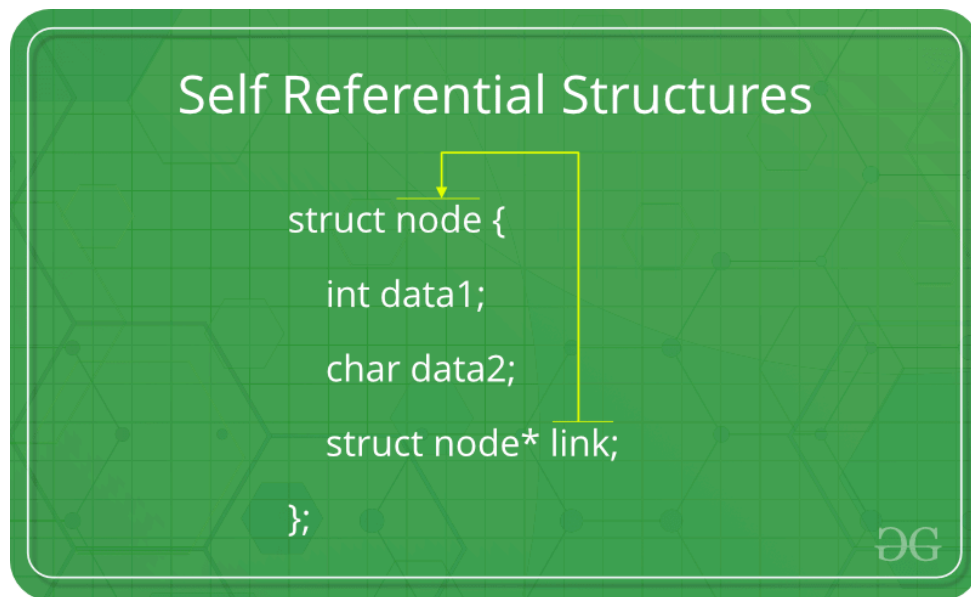 Self Referential Structures
struct node {
int data1;
char data2;
struct node* link;
};